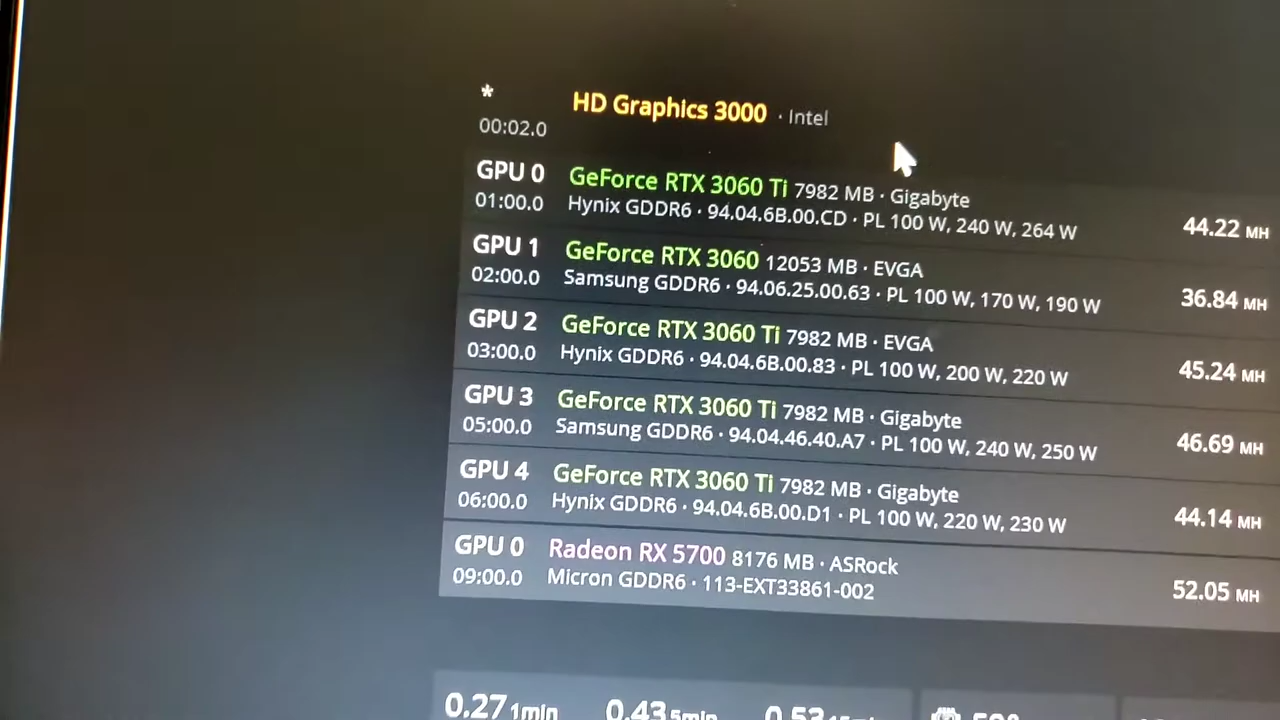 * HD Graphics 3000 · Intel
00:02.0
GPU 0 GeForce RTX 3060 Ti 7982 MB · Gigabyte 44.22 MH
01:00.0 Hynix GDDR6 · 94.04.6B.00.CD · PL 100 W, 240 W, 264 W
GPU 1 GeForce RTX 3060 12053 MB · EVGA 36.84 MH
02:00.0 Samsung GDDR6 · 94.06.25.00.63 · PL 100 W, 170 W, 190 W
GPU 2 GeForce RTX 3060 Ti 7982 MB · EVGA 45.24 MH
03:00.0 Hynix GDDR6 · 94.04.6B.00.83 · PL 100 W, 200 W, 220 W
GPU 3 GeForce RTX 3060 Ti 7982 MB · Gigabyte 46.69 MH
05:00.0 Samsung GDDR6 · 94.04.46.40.A7 · PL 100 W, 240 W, 250 W
GPU 4 GeForce RTX 3060 Ti 7982 MB · Gigabyte 44.14 MH
06:00.0 Hynix GDDR6 · 94.04.6B.00.D1 · PL 100 W, 220 W, 230 W
GPU 0 Radeon RX 5700 8176 MB · ASRock 52.05 MH
09:00.0 Micron GDDR6 · 113-EXT33861-002
0.27 1min 0.43 5min 0.53